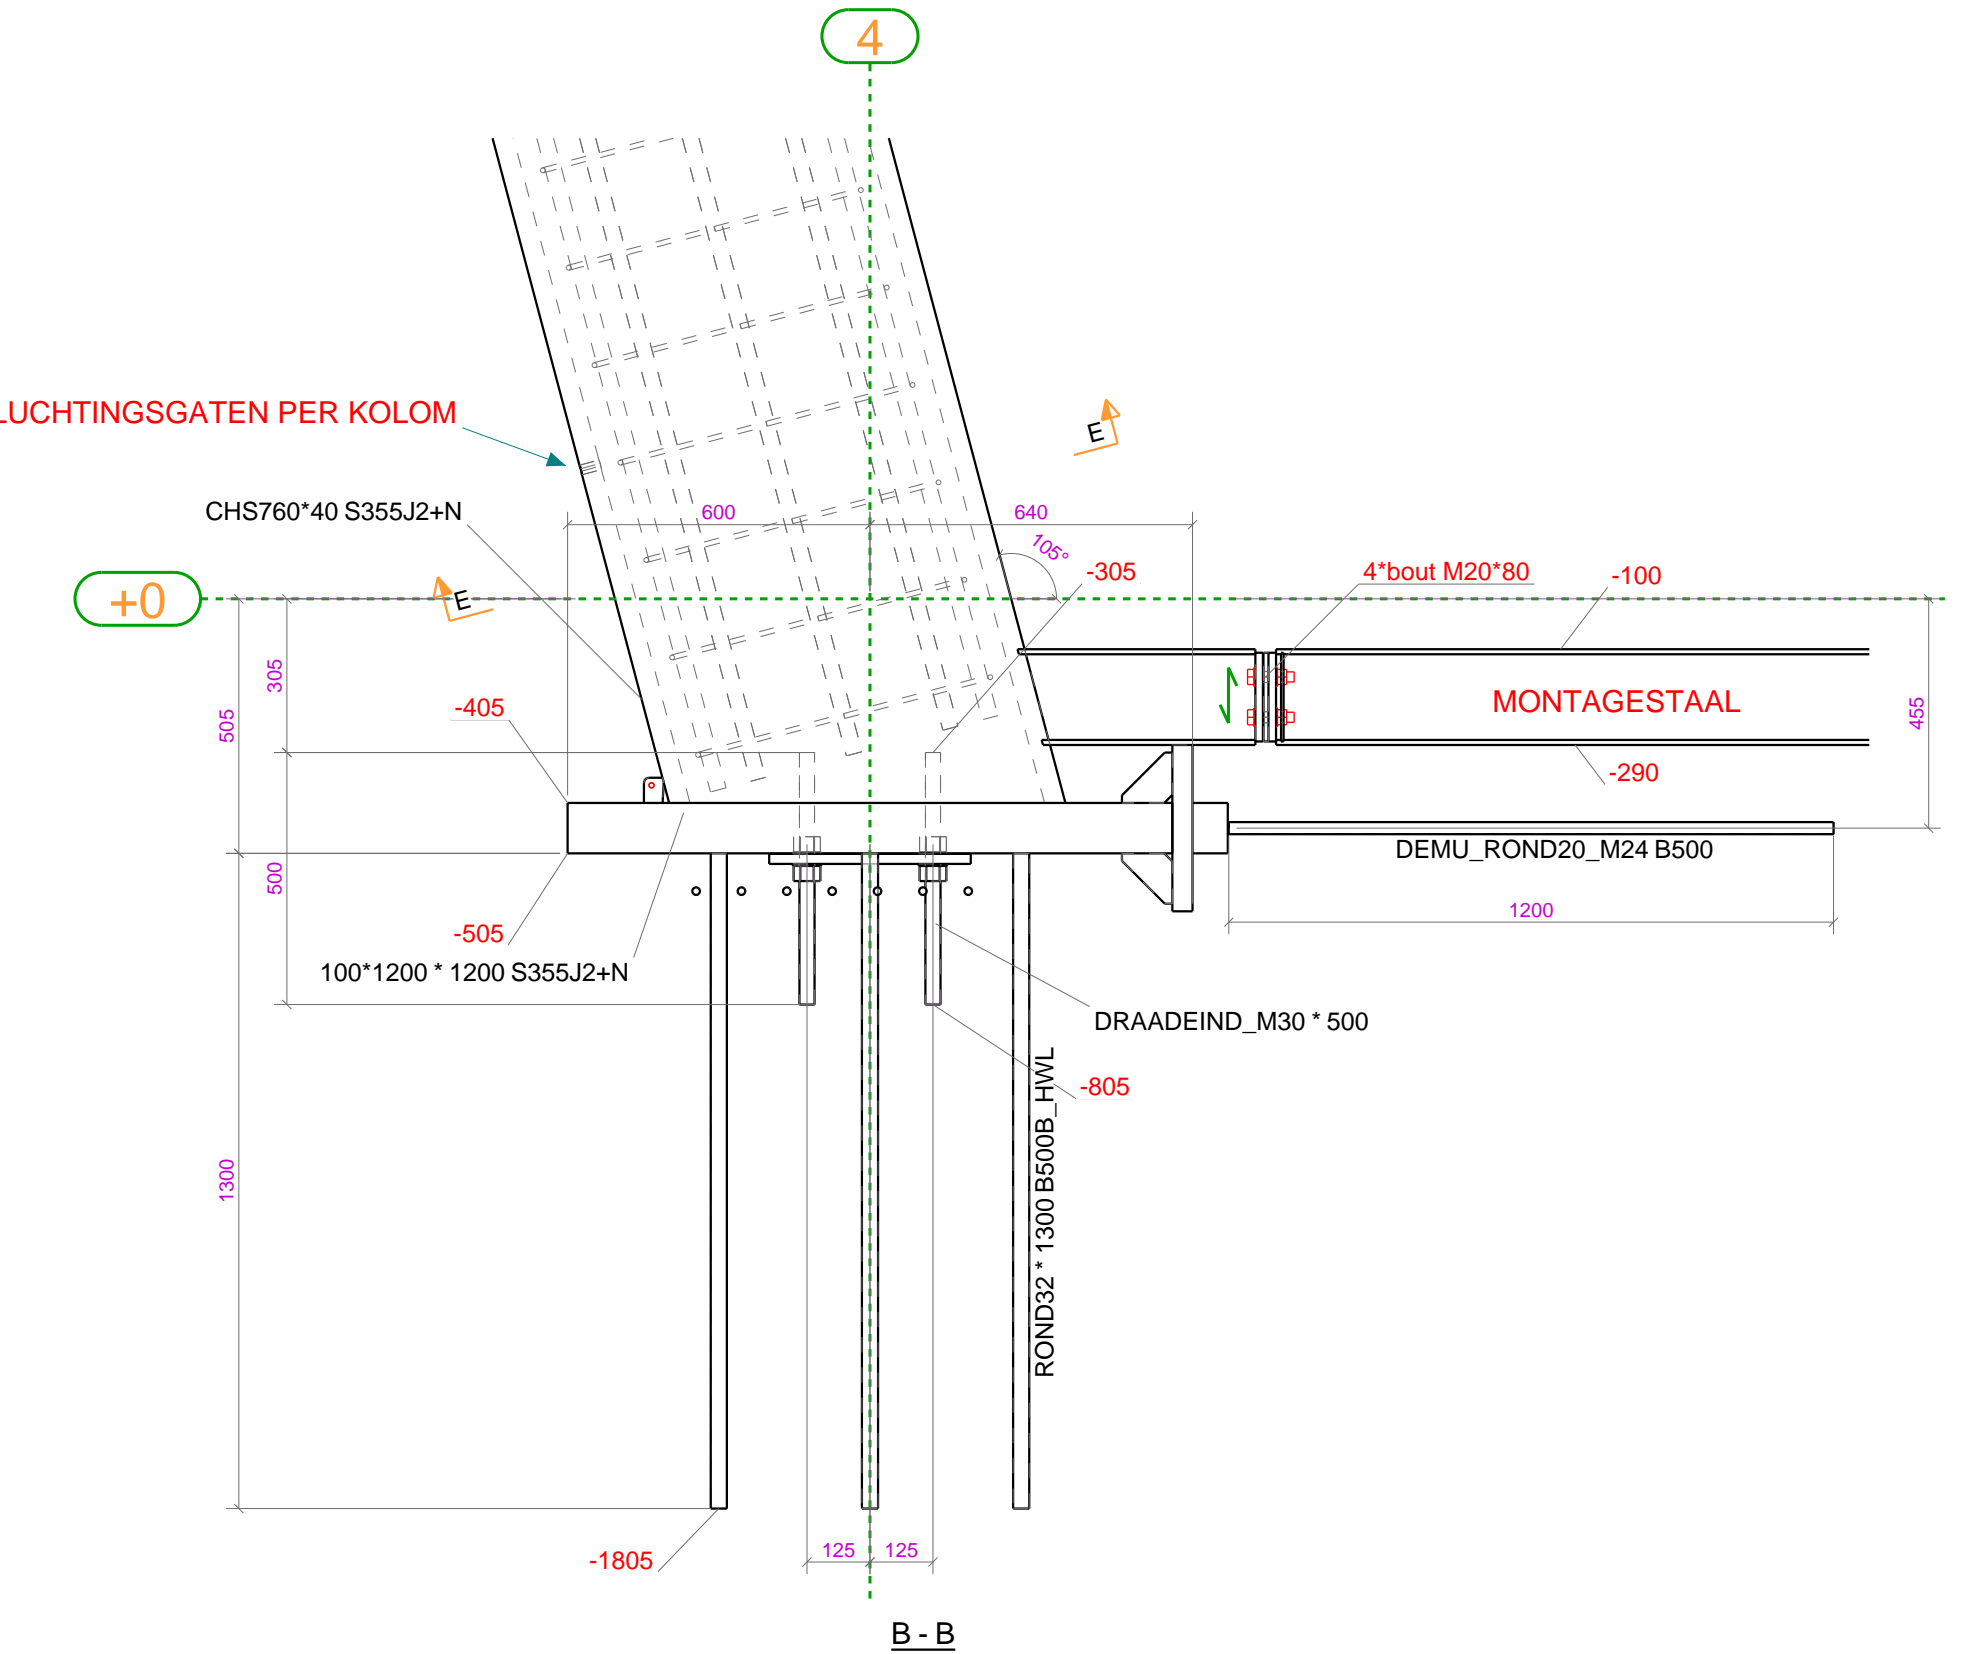 4
LUCHTINGSGATEN PER KOLOM
E
CHS760*40 S355J2+N
600
640
105°
-305
4*bout M20*80
-100
+0
E
305
505
-405
MONTAGESTAAL
455
-290
DEMU_ROND20_M24 B500
500
1200
-505
100*1200 * 1200 S355J2+N
DRAADEIND_M30 * 500
-805
ROND32 * 1300 B500B_HWL
1300
125
125
-1805
B - B